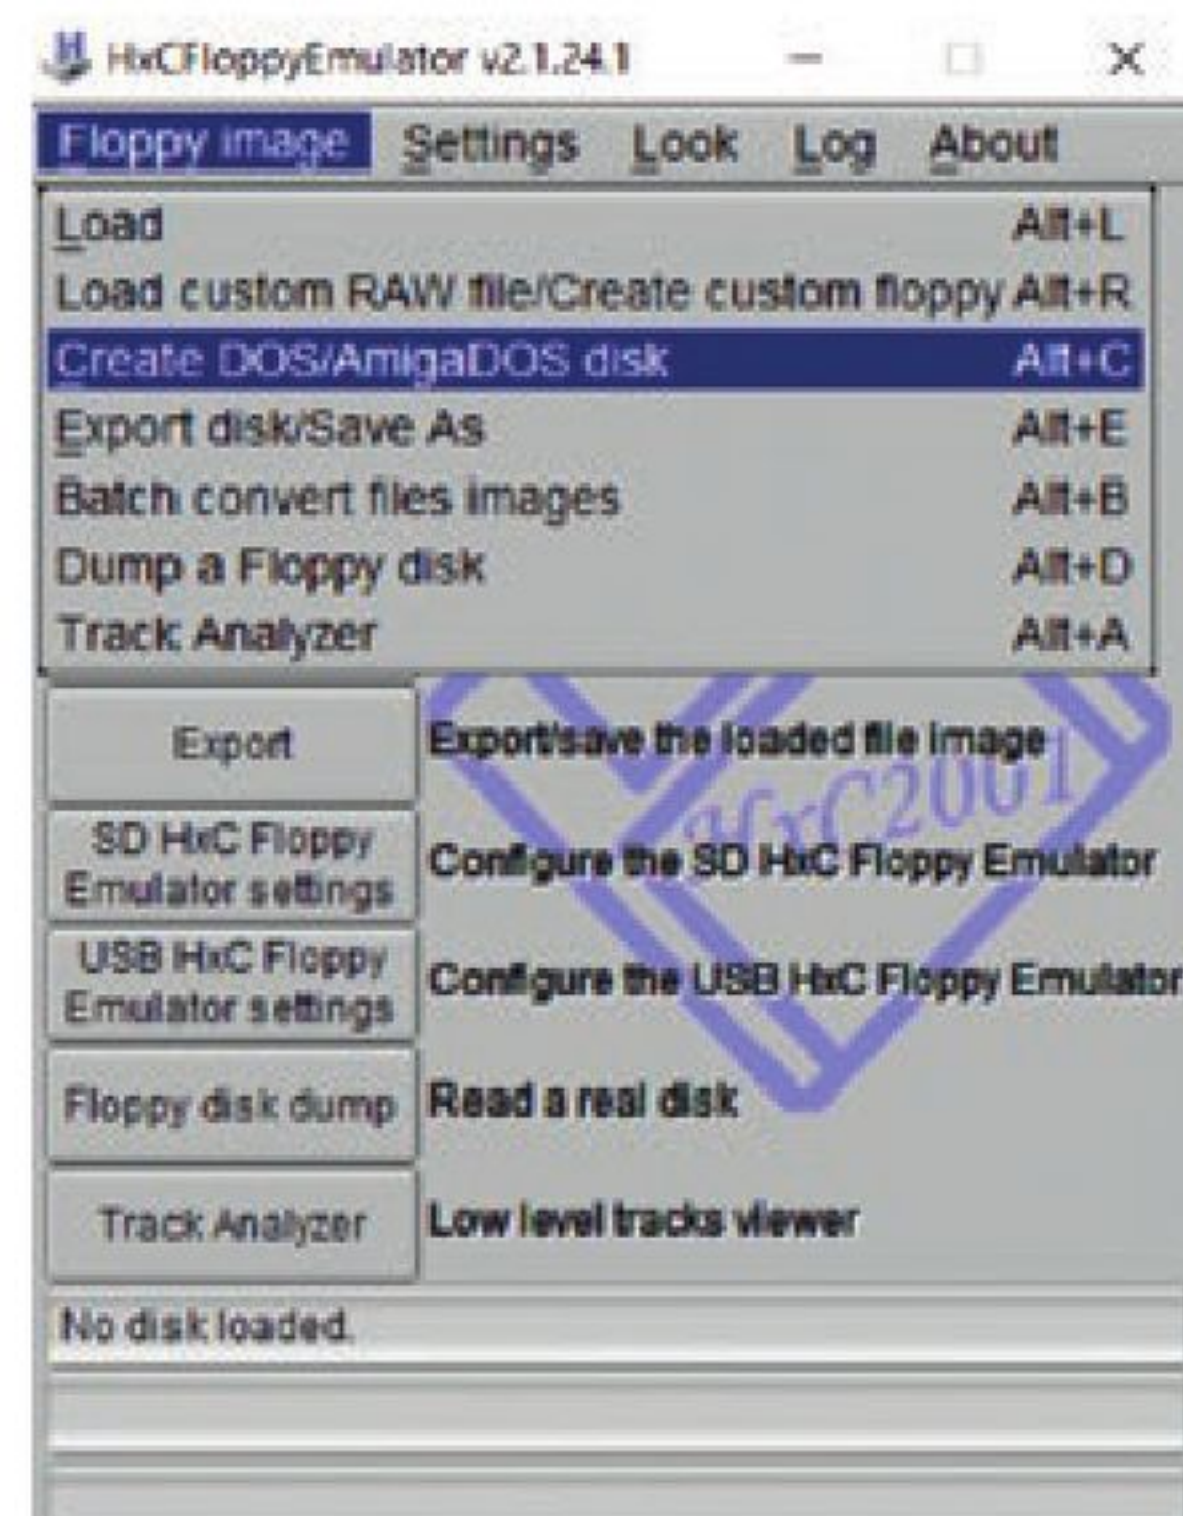 HxCFloppyEmulator v2.1.24.1
Floppy image Settings Look Log About
Load Alt+L
Load custom RAW file/Create custom floppy Alt+R
Create DOS/AmigaDOS disk Alt+C
Export disk/Save As Alt+E
Batch convert files images Alt+B
Dump a Floppy disk Alt+D
Track Analyzer Alt+A
Export Export/save the loaded file image
HxC2001
SD HxC Floppy
Emulator settings
Configure the SD HxC Floppy Emulator
USB HxC Floppy
Emulator settings
Configure the USB HxC Floppy Emulator
Floppy disk dump Read a real disk
Track Analyzer Low level tracks viewer
No disk loaded.